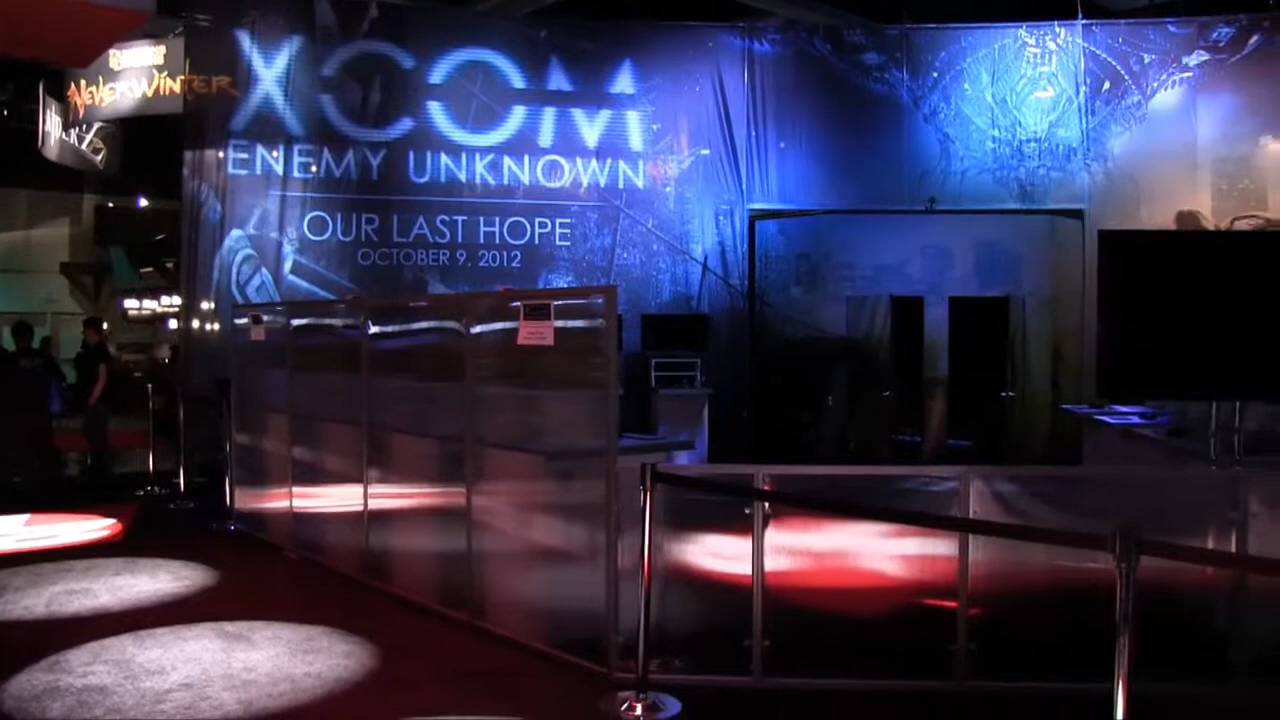 XCOM
ENEMY UNKNOWN
OUR LAST HOPE
OCTOBER 9, 2012
NEVERWINTER